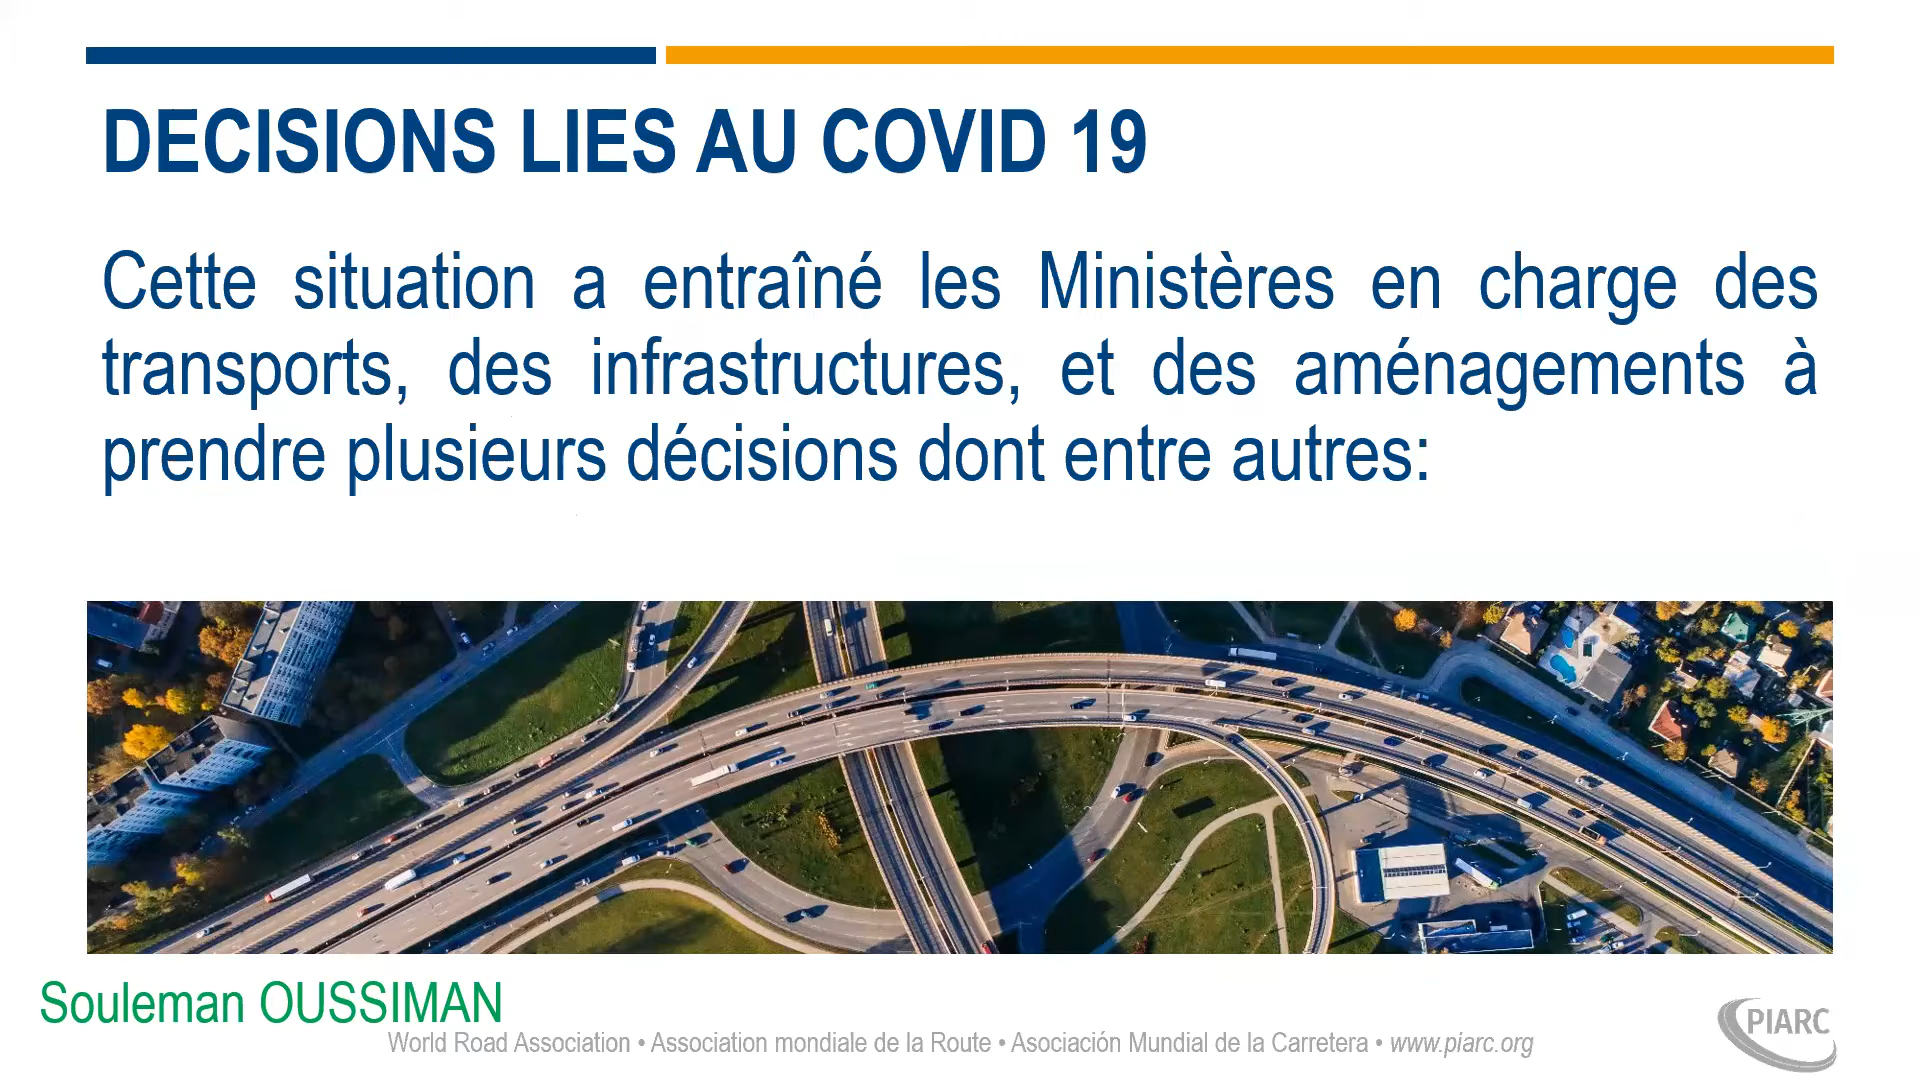 DECISIONS LIES AU COVID 19
Cette situation a entraîné les Ministères en charge des
transports, des infrastructures, et des aménagements à
prendre plusieurs décisions dont entre autres:
Souleman OUSSIMAN
World Road Association • Association mondiale de la Route • Asociación Mundial de la Carretera • www.piarc.org
PIARC